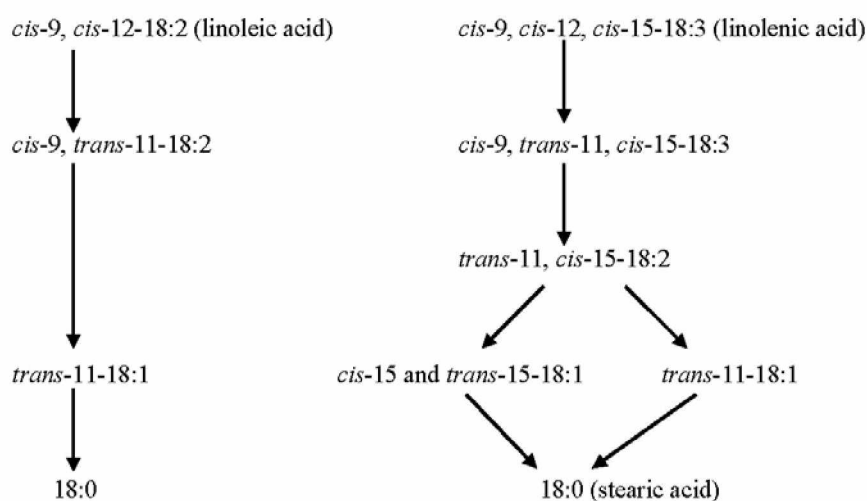 cis-9, cis-12-18:2 (linoleic acid)
cis-9, cis-12, cis-15-18:3 (linolenic acid)
cis-9, trans-11-18:2
cis-9, trans-11, cis-15-18:3
trans-11, cis-15-18:2
trans-11-18:1
cis-15 and trans-15-18:1
trans-11-18:1
18:0
18:0 (stearic acid)